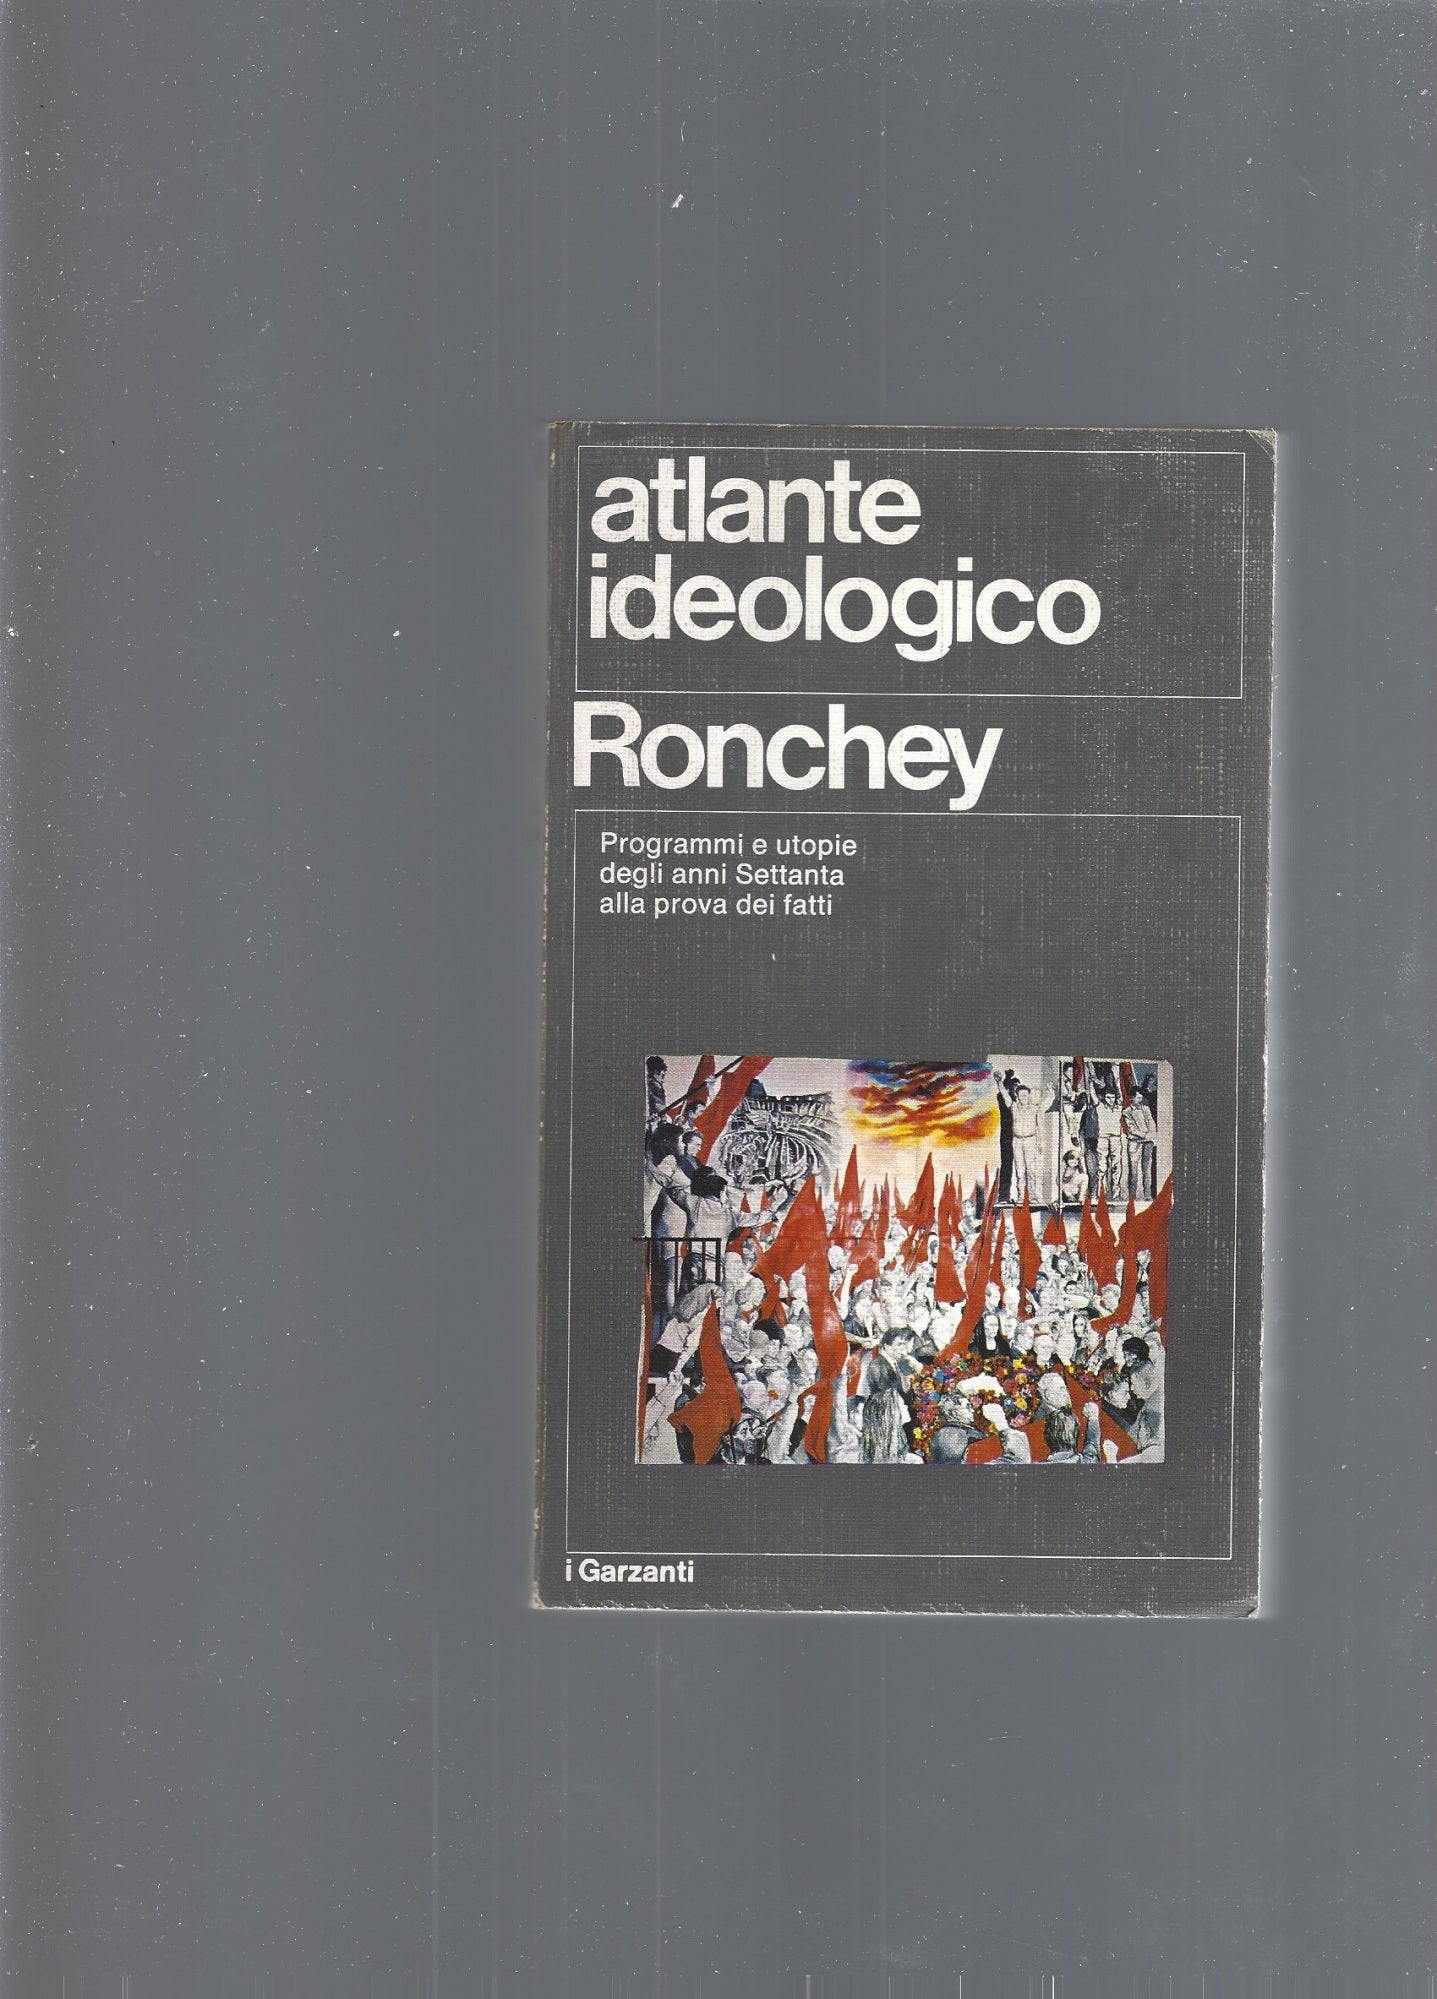 atlante
ideologico
Ronchey
Programmi e utopie
degli anni Settanta
alla prova dei fatti
i Garzanti